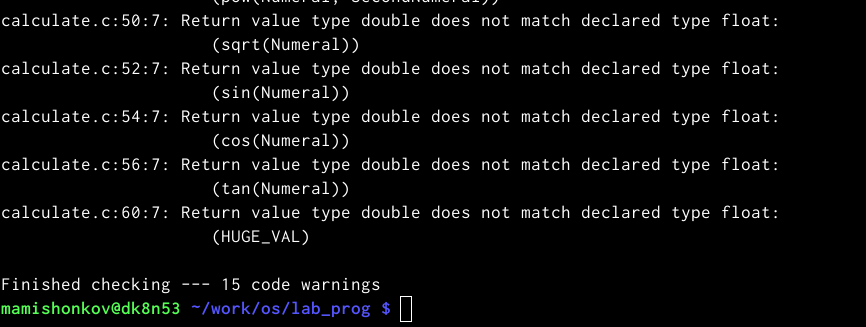 (pow(Numeral, SecondNumeral))
calculate.c:50:7: Return value type double does not match declared type float:
(sqrt(Numeral))
calculate.c:52:7: Return value type double does not match declared type float:
(sin(Numeral))
calculate.c:54:7: Return value type double does not match declared type float:
(cos(Numeral))
calculate.c:56:7: Return value type double does not match declared type float:
(tan(Numeral))
calculate.c:60:7: Return value type double does not match declared type float:
(HUGE_VAL)
Finished checking --- 15 code warnings
mamishonkov@dk8n53 ~/work/os/lab_prog $